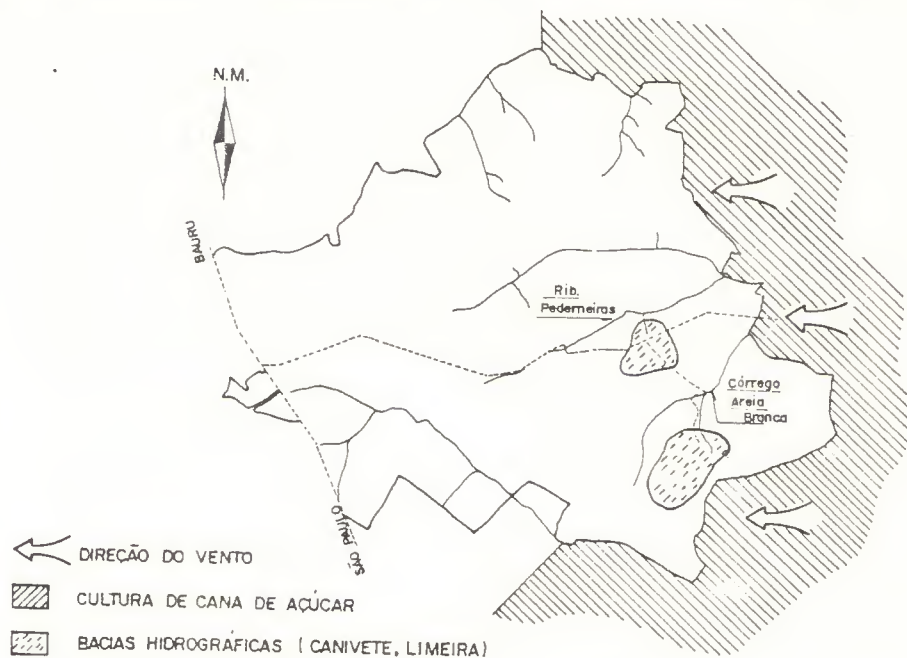 N.M.
BAURU
Rib.
Pederneiras
Córrego
Areia
Branca
SÃO PAULO
DIREÇÃO DO VENTO
CULTURA DE CANA DE AÇÚCAR
BACIAS HIDROGRÁFICAS ( CANIVETE, LIMEIRA)